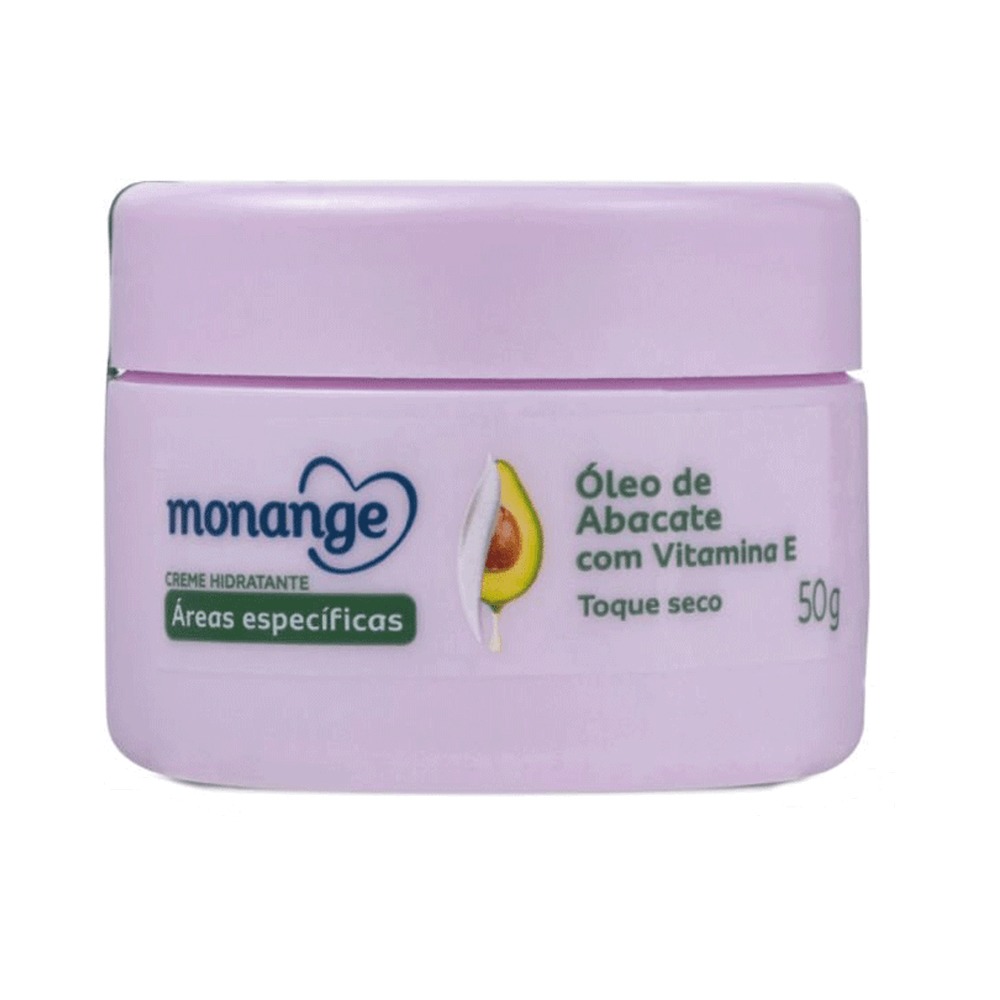 monange
CREME HIDRATANTE
Áreas específicas
Óleo de
Abacate
com Vitamina E
Toque seco
50g